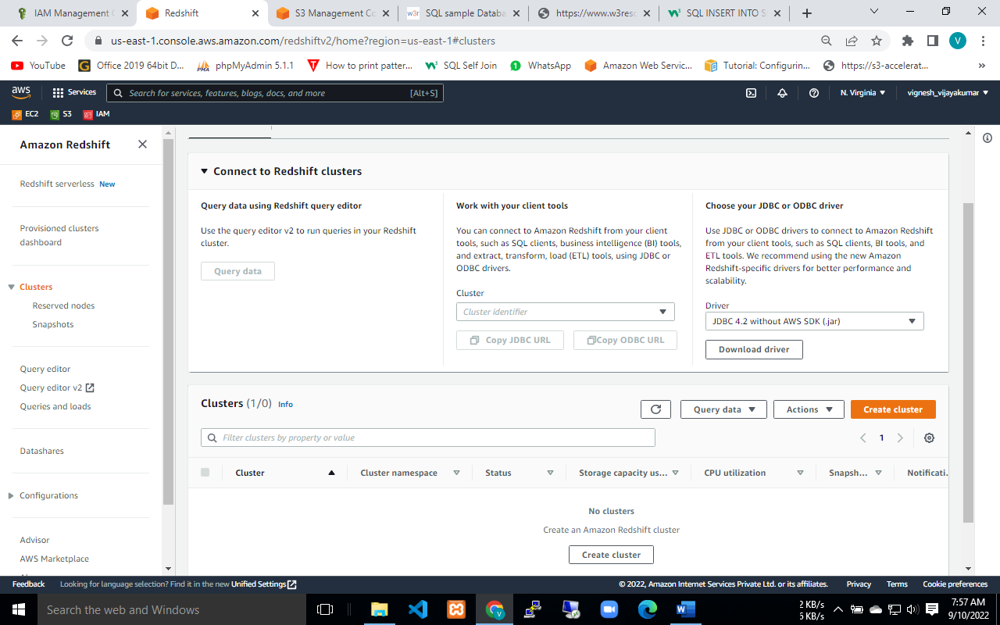 IAM Management C
Redshift
S3 Management Co
w3r
SQL sample Databa
https://www.w3reso
SQL INSERT INTO S
us-east-1.console.aws.amazon.com/redshiftv2/home?region=us-east-1#clusters
V
YouTube
Office 2019 64bit D...
phpMyAdmin 5.1.1
How to print patter...
SQL Self Join
WhatsApp
Amazon Web Servic...
Tutorial: Configurin...
https://s3-accelerat...
aws
Services
Search for services, features, blogs, docs, and more
[Alt+S]
N. Virginia
vignesh_vijayakumar
EC2
S3
IAM
Amazon Redshift
Redshift serverless New
Provisioned clusters
dashboard
Clusters
Reserved nodes
Snapshots
Query editor
Query editor v2
Queries and loads
Datashares
Configurations
Advisor
AWS Marketplace
Connect to Redshift clusters
Query data using Redshift query editor
Use the query editor v2 to run queries in your Redshift
cluster.
Query data
Work with your client tools
You can connect to Amazon Redshift from your client
tools, such as SQL clients, business intelligence (BI) tools,
and extract, transform, load (ETL) tools, using JDBC or
ODBC drivers.
Cluster
Cluster identifier
Copy JDBC URL
Copy ODBC URL
Choose your JDBC or ODBC driver
Use JDBC or ODBC drivers to connect to Amazon Redshift
from your client tools, such as SQL clients, BI tools, and
ETL tools. We recommend using the new Amazon
Redshift-specific drivers for better performance and
scalability.
Driver
JDBC 4.2 without AWS SDK (.jar)
Download driver
Clusters (1/0) Info
Query data
Actions
Create cluster
Filter clusters by property or value
1
Cluster
Cluster namespace
Status
Storage capacity us...
CPU utilization
Snapsh...
Notificati.
No clusters
Create an Amazon Redshift cluster
Create cluster
Feedback
Looking for language selection? Find it in the new Unified Settings
© 2022, Amazon Internet Services Private Ltd. or its affiliates.
Privacy
Terms
Cookie preferences
Search the web and Windows
2 KB/s
6 KB/s
7:57 AM
9/10/2022